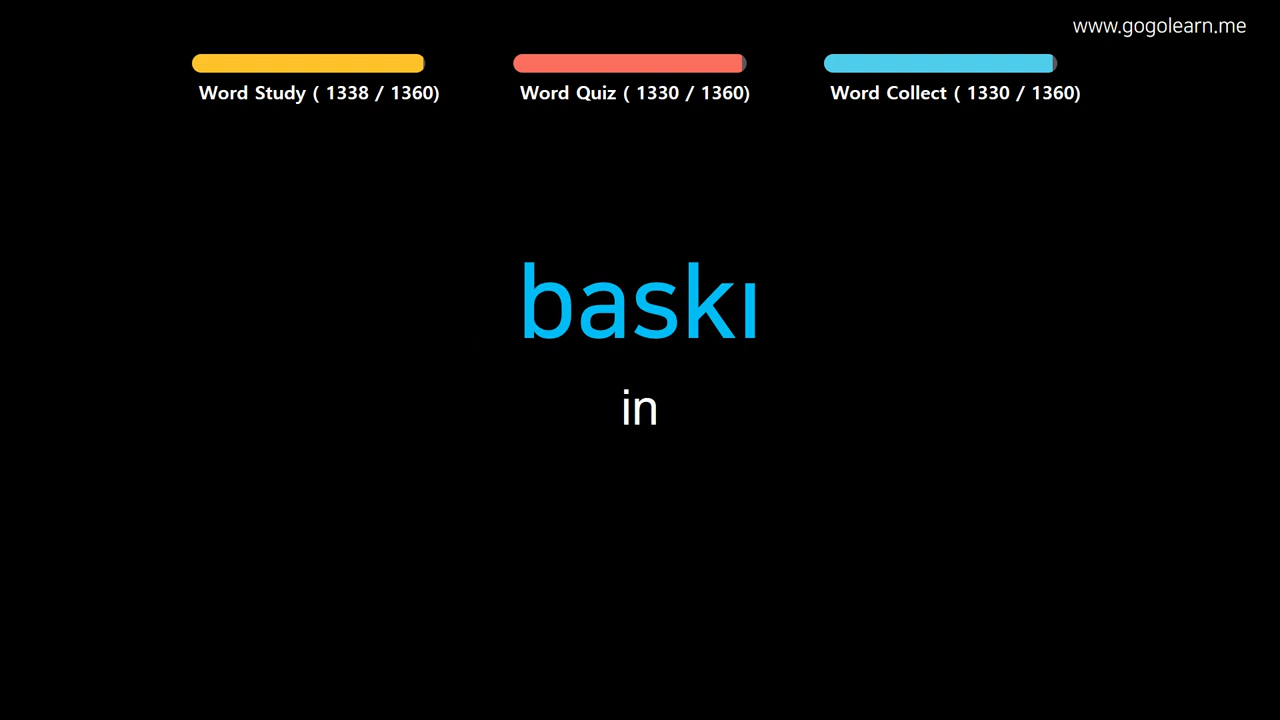 www.gogolearn.me
Word Study ( 1338 / 1360)
Word Quiz ( 1330 / 1360)
Word Collect ( 1330 / 1360)
baskı
in